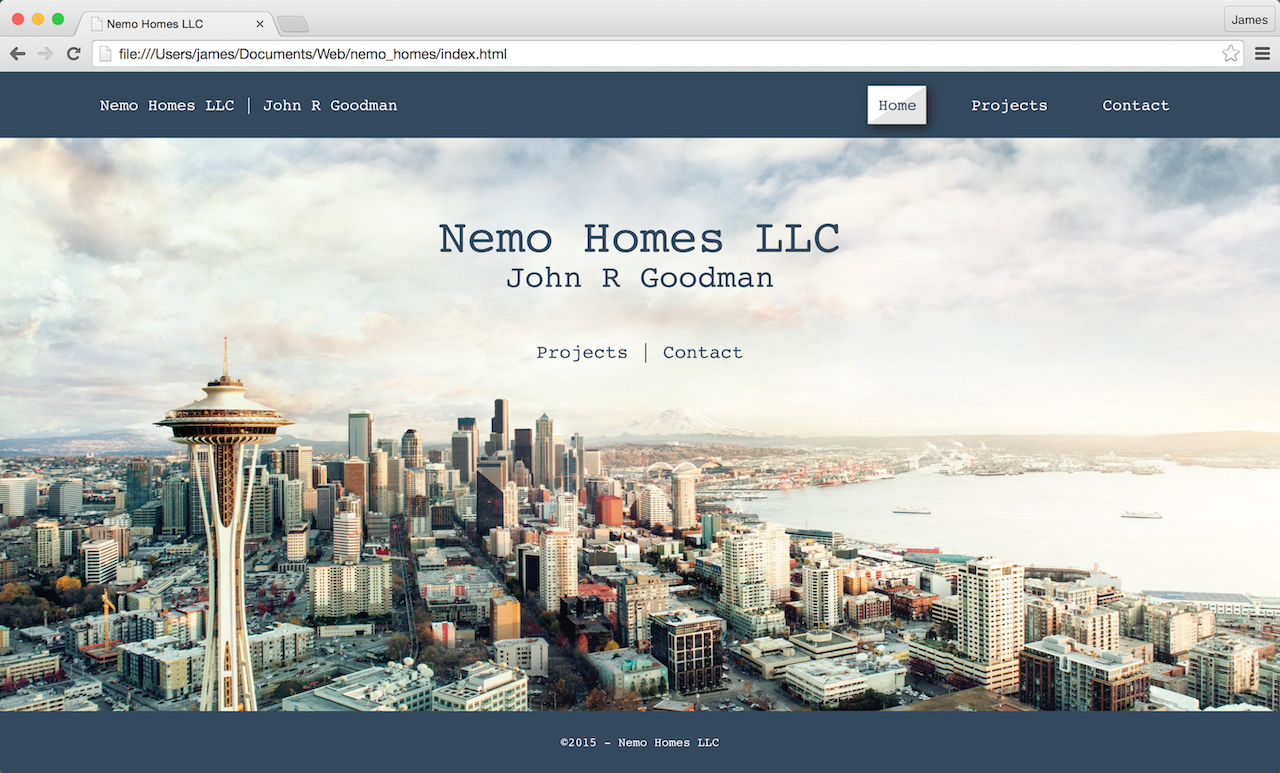 Nemo Homes LLC
James
file:///Users/james/Documents/Web/nemo_homes/index.html
Nemo Homes LLC | John R Goodman
Home
Projects
Contact
Nemo Homes LLC
John R Goodman
Projects | Contact
©2015 - Nemo Homes LLC